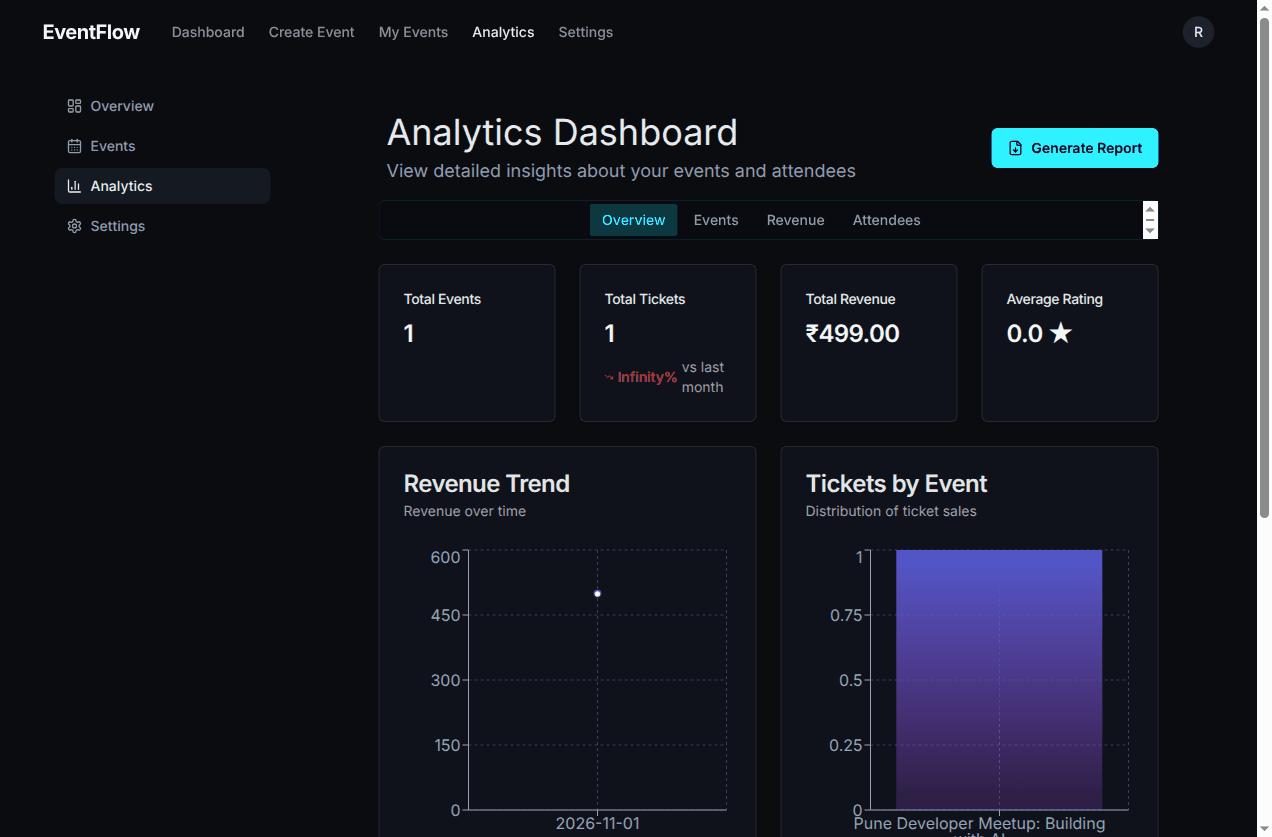 EventFlow Dashboard Create Event My Events Analytics Settings R
Overview
Events
Analytics
Settings
Analytics Dashboard
View detailed insights about your events and attendees
Generate Report
Overview Events Revenue Attendees
Total Events
1
Total Tickets
1
Infinity% vs last
month
Total Revenue
₹499.00
Average Rating
0.0 ★
Revenue Trend
Revenue over time
600
450
300
150
0
2026-11-01
Tickets by Event
Distribution of ticket sales
1
0.75
0.5
0.25
0
Pune Developer Meetup: Building
with AI